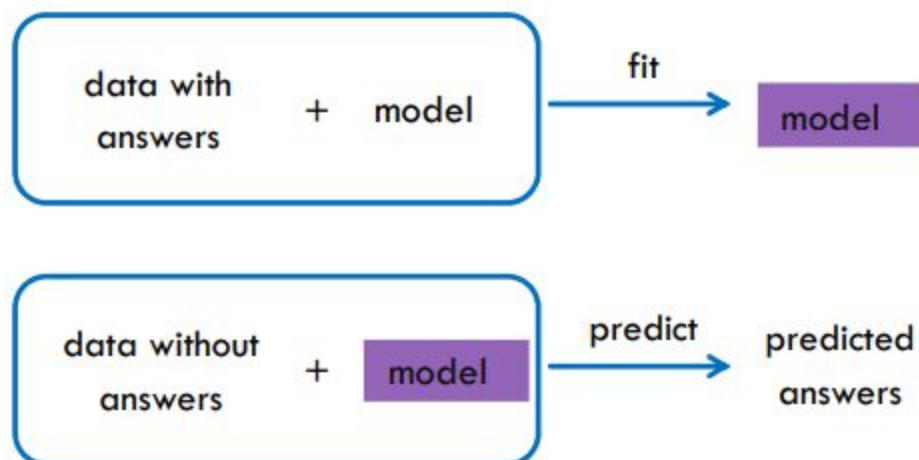 data with
answers
+
model
fit
model
data without
answers
+
model
predict
predicted
answers